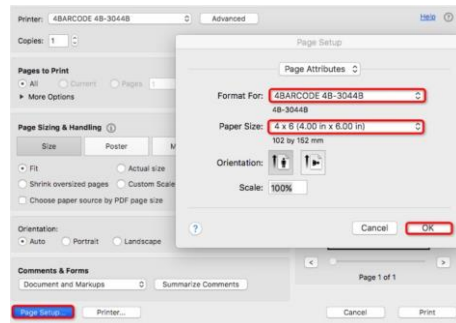 Printer: 4BARCODE 4B-3044B Advanced Help
Copies: 1
Pages to Print
All Current Pages 1
More Options
Page Sizing & Handling
Size Poster M
Fit Actual size
Shrink oversized pages Custom Scale
Choose paper source by PDF page size
Orientation:
Auto Portrait Landscape
Comments & Forms
Document and Markups Summarize Comments
Page Setup... Printer...
Page Setup
Page Attributes
Format For: 4BARCODE 4B-3044B
4B-3044B
Paper Size: 4 x 6 (4.00 in x 6.00 in)
102 by 152 mm
Orientation:
Scale: 100%
? Cancel OK
< >
Page 1 of 1
Cancel Print